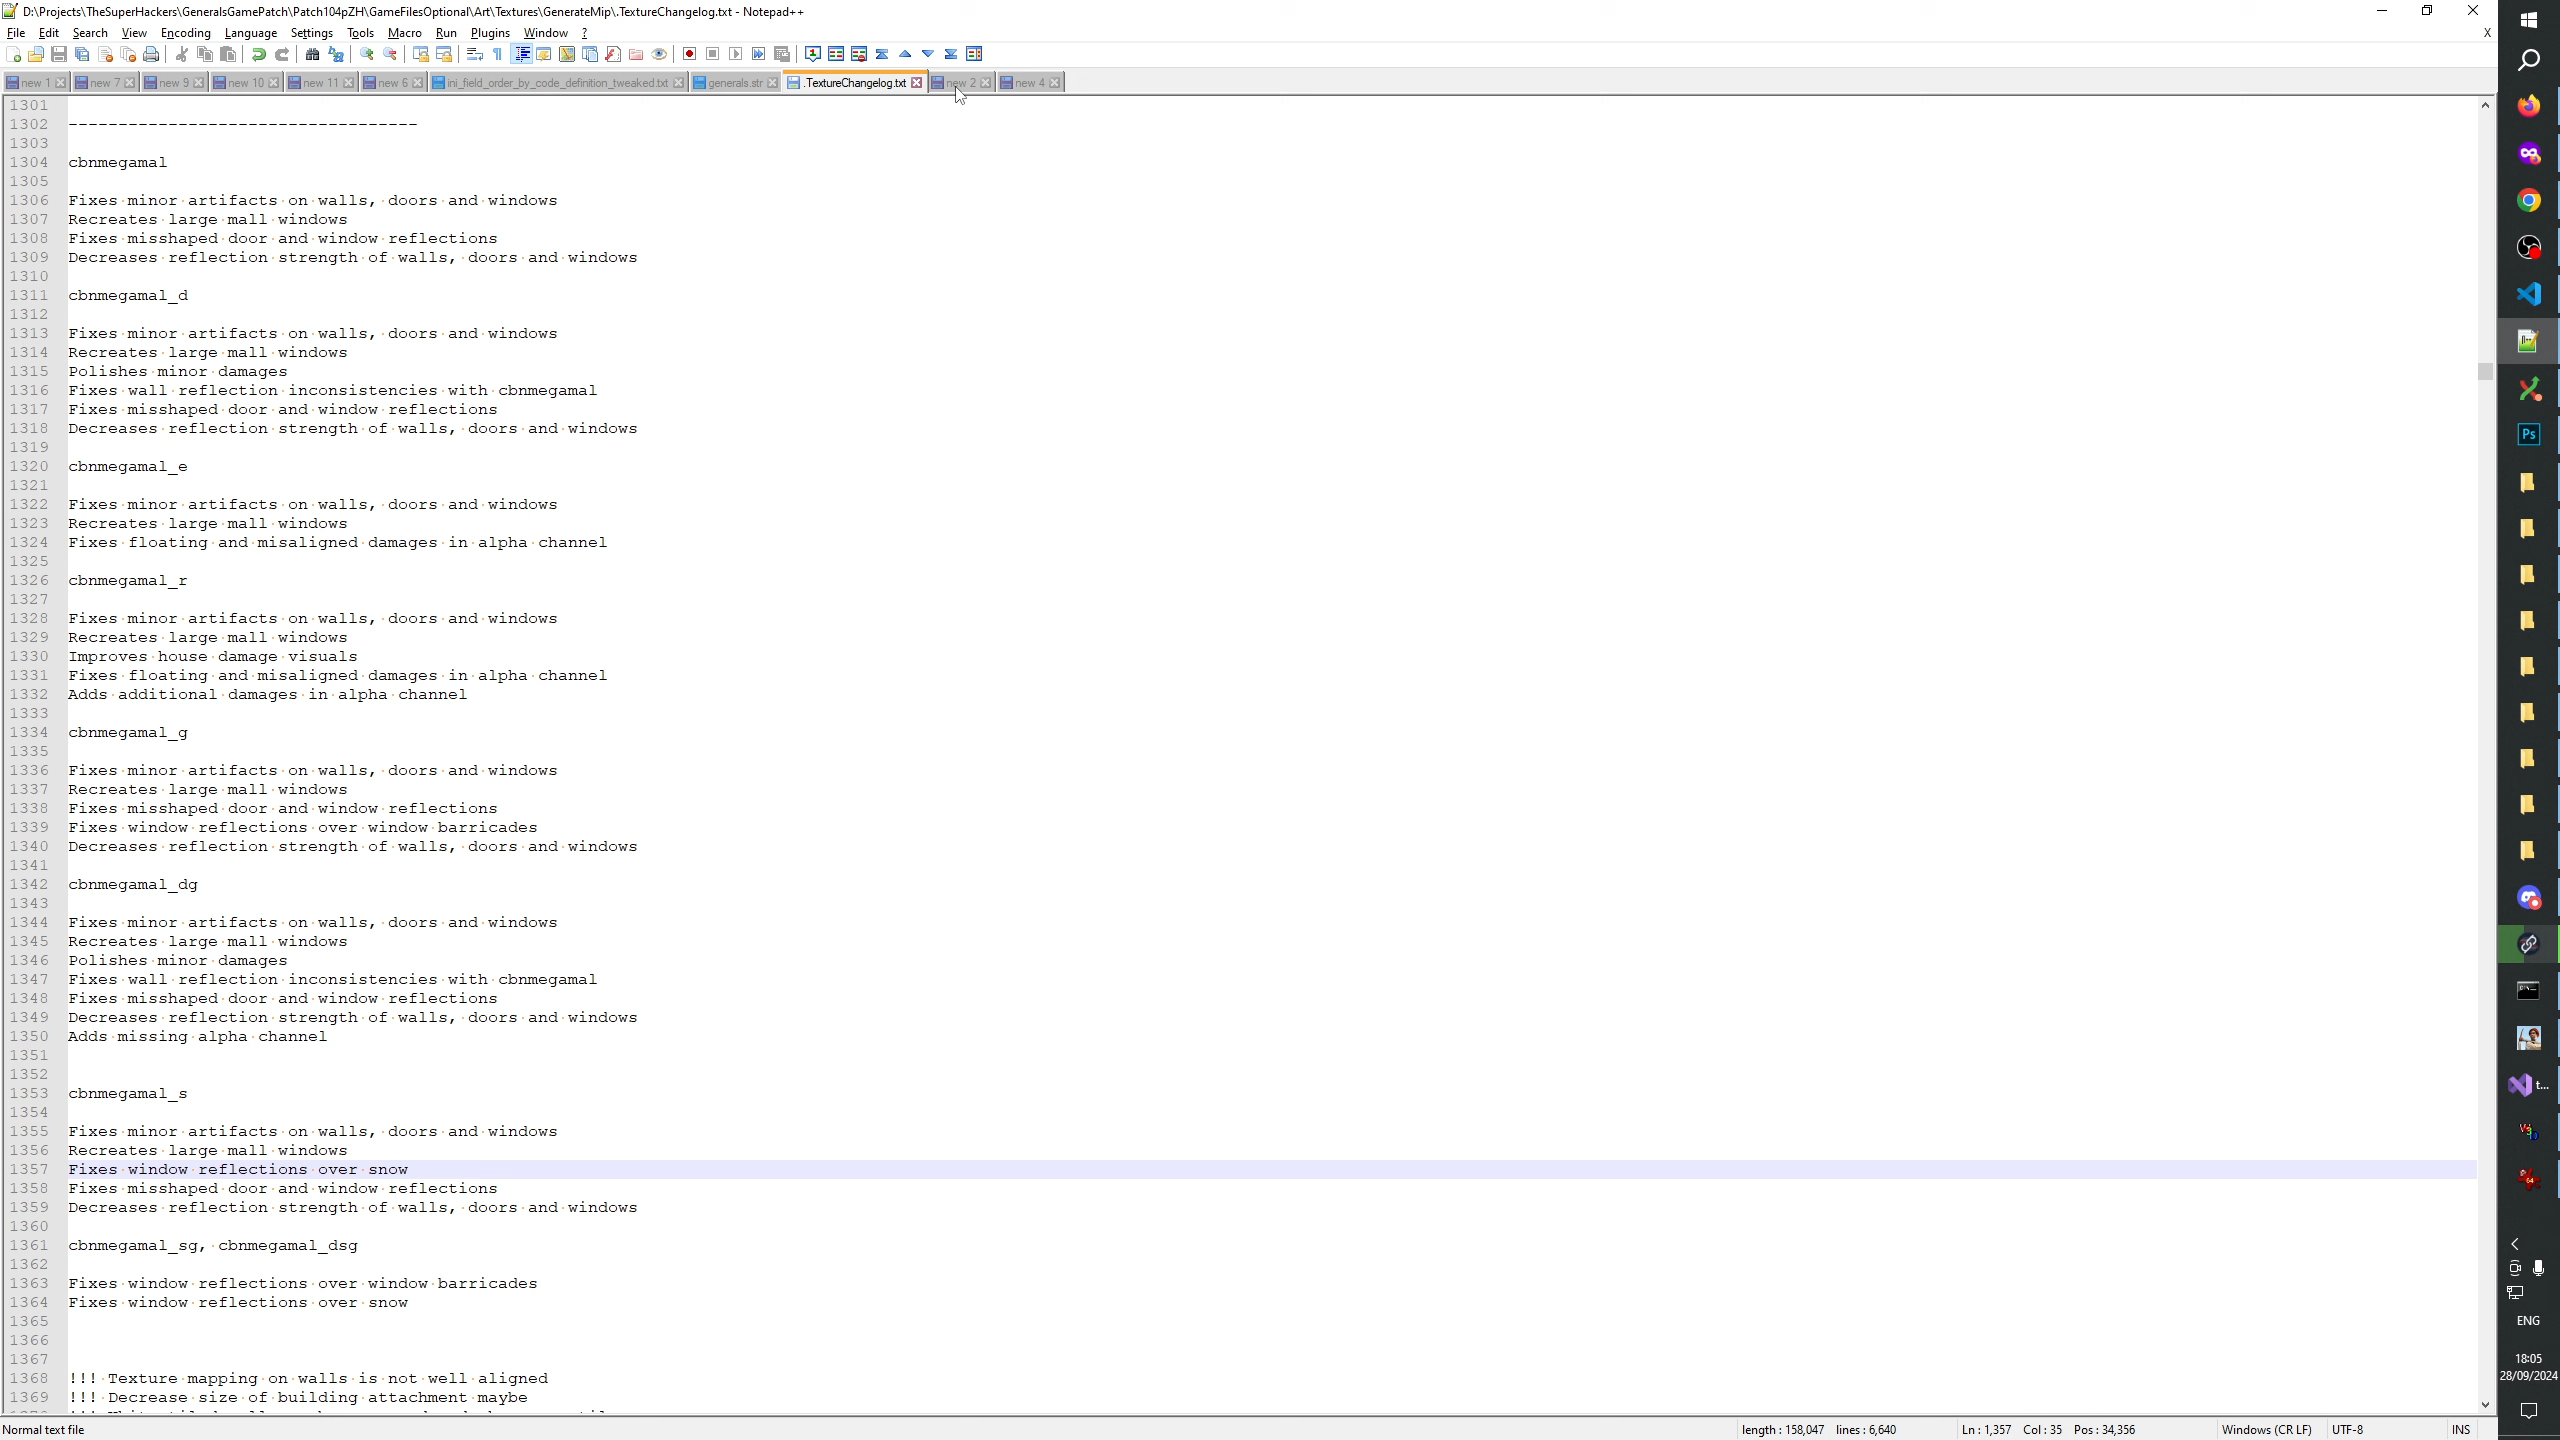 D:\Projects\TheSuperHackers\GeneralsGamePatch\Patch104pZH\GameFilesOptional\Art\Textures\GenerateMip\.TextureChangelog.txt - Notepad++
File Edit Search View Encoding Language Settings Tools Macro Run Plugins Window ? X
new 1 new 7 new 9 new 10 new 11 new 6 ini_field_order_by_code_definition_tweaked.txt generals.str .TextureChangelog.txt new 2 new 4
1301
1302 -----------------------------------
1303
1304 cbnmegamal
1305
1306 Fixes minor artifacts on walls, doors and windows
1307 Recreates large mall windows
1308 Fixes misshaped door and window reflections
1309 Decreases reflection strength of walls, doors and windows
1310
1311 cbnmegamal_d
1312
1313 Fixes minor artifacts on walls, doors and windows
1314 Recreates large mall windows
1315 Polishes minor damages
1316 Fixes wall reflection inconsistencies with cbnmegamal
1317 Fixes misshaped door and window reflections
1318 Decreases reflection strength of walls, doors and windows
1319
1320 cbnmegamal_e
1321
1322 Fixes minor artifacts on walls, doors and windows
1323 Recreates large mall windows
1324 Fixes floating and misaligned damages in alpha channel
1325
1326 cbnmegamal_r
1327
1328 Fixes minor artifacts on walls, doors and windows
1329 Recreates large mall windows
1330 Improves house damage visuals
1331 Fixes floating and misaligned damages in alpha channel
1332 Adds additional damages in alpha channel
1333
1334 cbnmegamal_g
1335
1336 Fixes minor artifacts on walls, doors and windows
1337 Recreates large mall windows
1338 Fixes misshaped door and window reflections
1339 Fixes window reflections over window barricades
1340 Decreases reflection strength of walls, doors and windows
1341
1342 cbnmegamal_dg
1343
1344 Fixes minor artifacts on walls, doors and windows
1345 Recreates large mall windows
1346 Polishes minor damages
1347 Fixes wall reflection inconsistencies with cbnmegamal
1348 Fixes misshaped door and window reflections
1349 Decreases reflection strength of walls, doors and windows
1350 Adds missing alpha channel
1351
1352
1353 cbnmegamal_s
1354
1355 Fixes minor artifacts on walls, doors and windows
1356 Recreates large mall windows
1357 Fixes window reflections over snow
1358 Fixes misshaped door and window reflections
1359 Decreases reflection strength of walls, doors and windows
1360
1361 cbnmegamal_sg, cbnmegamal_dsg
1362
1363 Fixes window reflections over window barricades
1364 Fixes window reflections over snow
1365
1366
1367
1368 !!! Texture mapping on walls is not well aligned
1369 !!! Decrease size of building attachment maybe
Normal text file length : 158,047 lines : 6,640 Ln : 1,357 Col : 35 Pos : 34,356 Windows (CR LF) UTF-8 INS
Ps
t...
64
ENG
18:05
28/09/2024